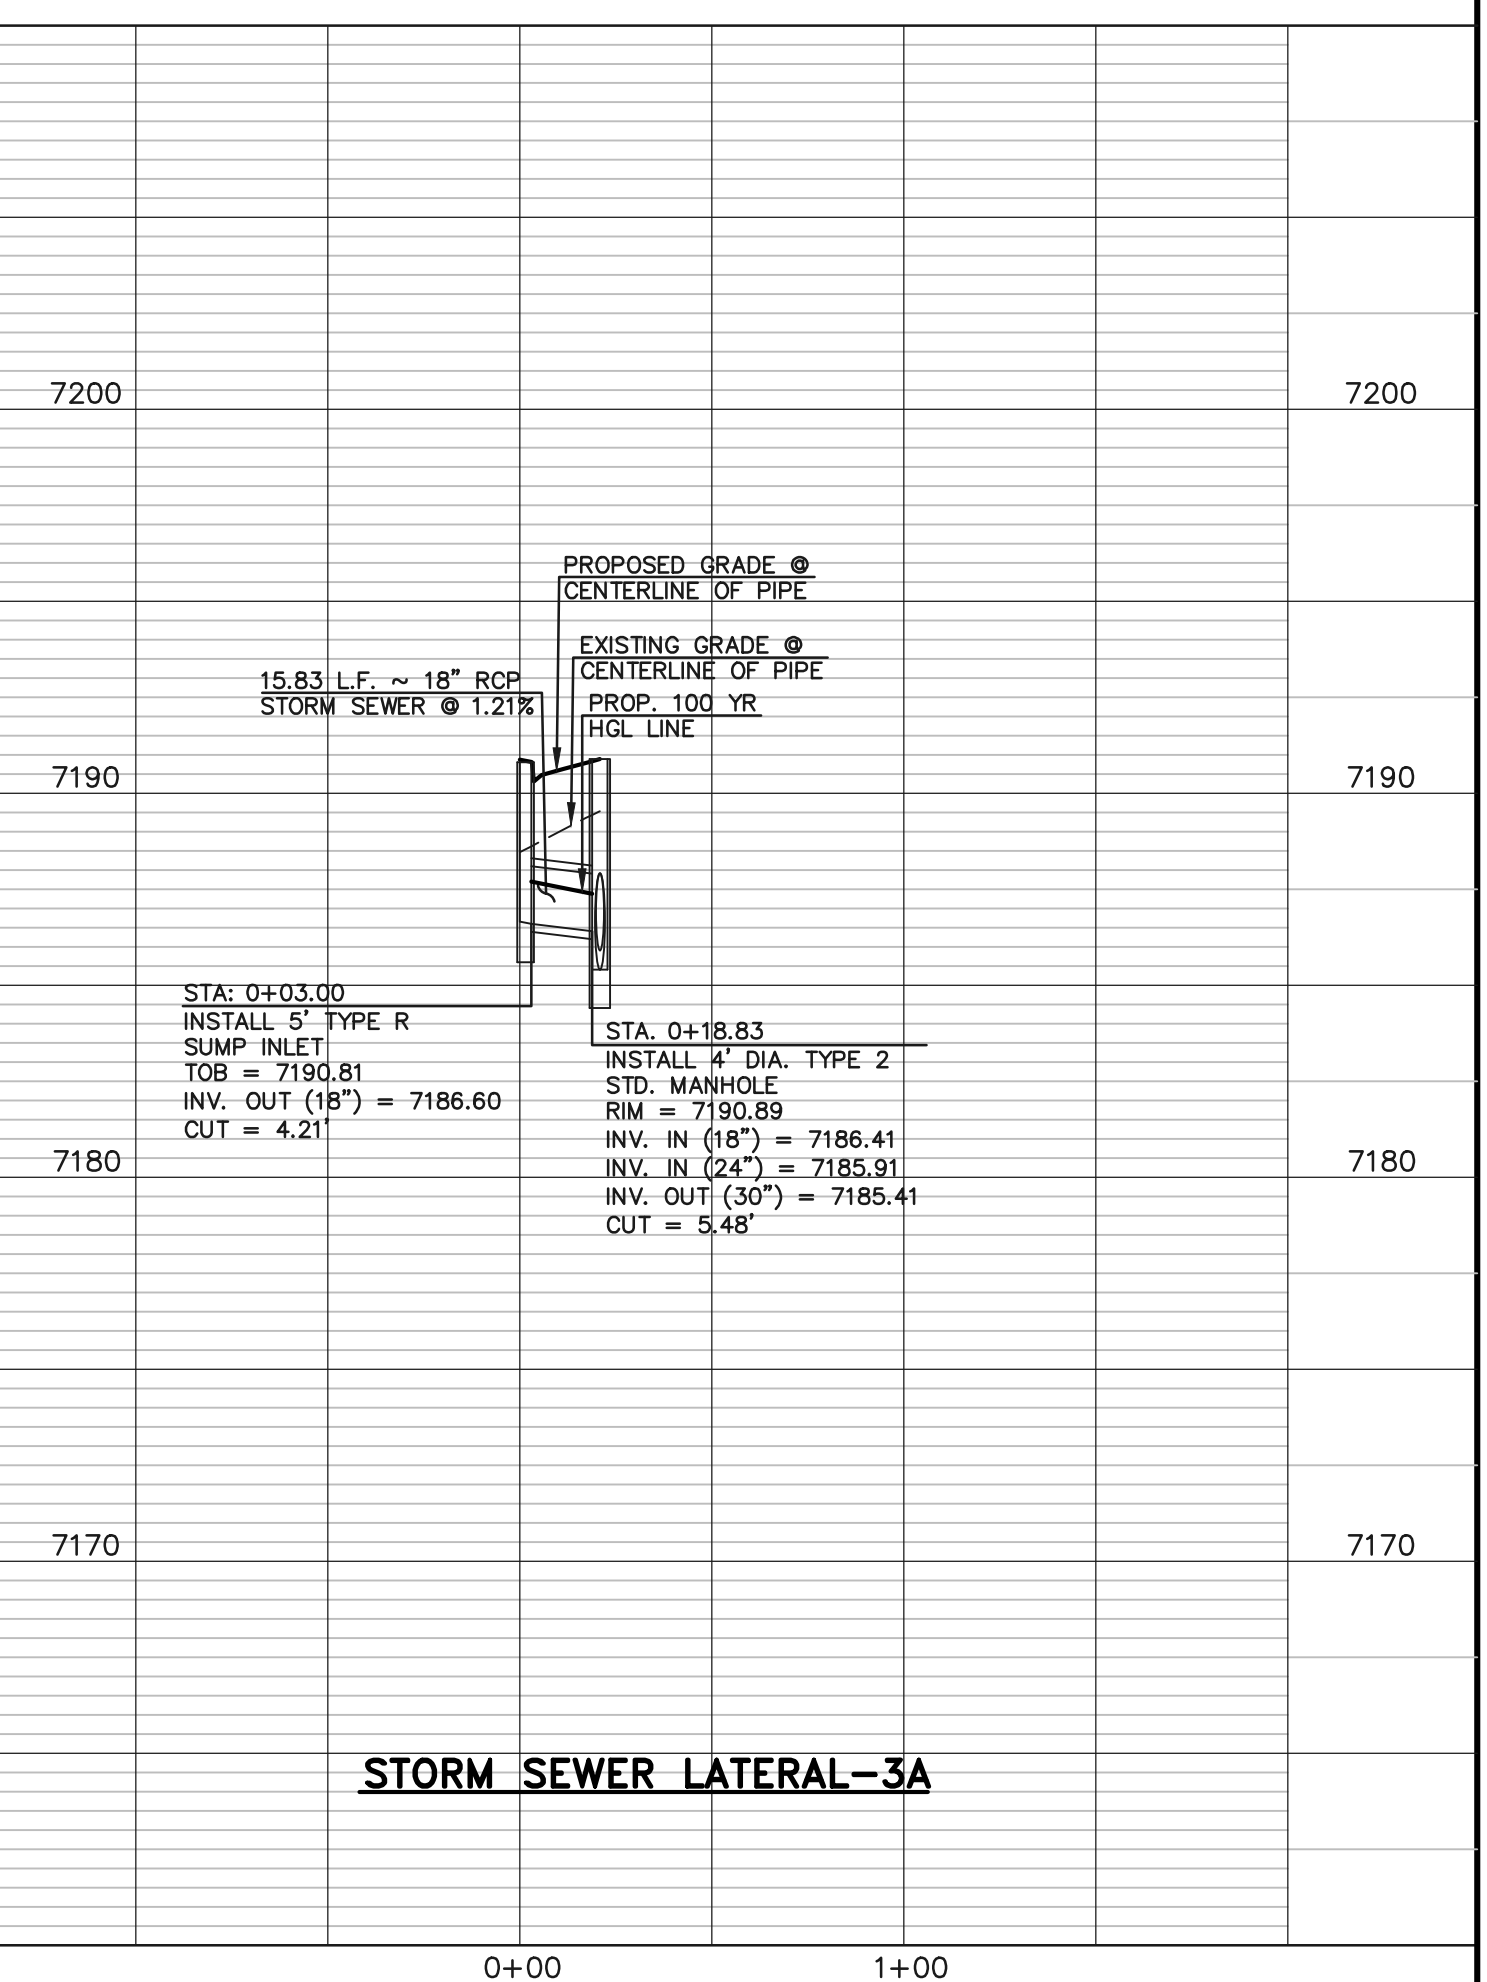 7200
7200
PROPOSED GRADE @
CENTERLINE OF PIPE
EXISTING GRADE @
CENTERLINE OF PIPE
15.83 L.F. ~ 18" RCP
STORM SEWER @ 1.21%
PROP. 100 YR
HGL LINE
7190
7190
STA: 0+03.00
INSTALL 5' TYPE R
SUMP INLET
TOB = 7190.81
INV. OUT (18") = 7186.60
CUT = 4.21'
STA. 0+18.83
INSTALL 4' DIA. TYPE 2
STD. MANHOLE
RIM = 7190.89
INV. IN (18") = 7186.41
INV. IN (24") = 7185.91
INV. OUT (30") = 7185.41
CUT = 5.48'
7180
7180
7170
7170
STORM SEWER LATERAL-3A
0+00
1+00